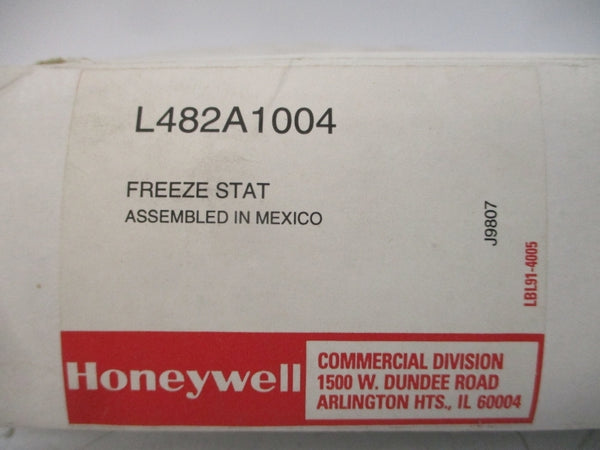 L482A1004
FREEZE STAT
ASSEMBLED IN MEXICO
J9807
LBL91-4005
Honeywell
COMMERCIAL DIVISION
1500 W. DUNDEE ROAD
ARLINGTON HTS., IL 60004